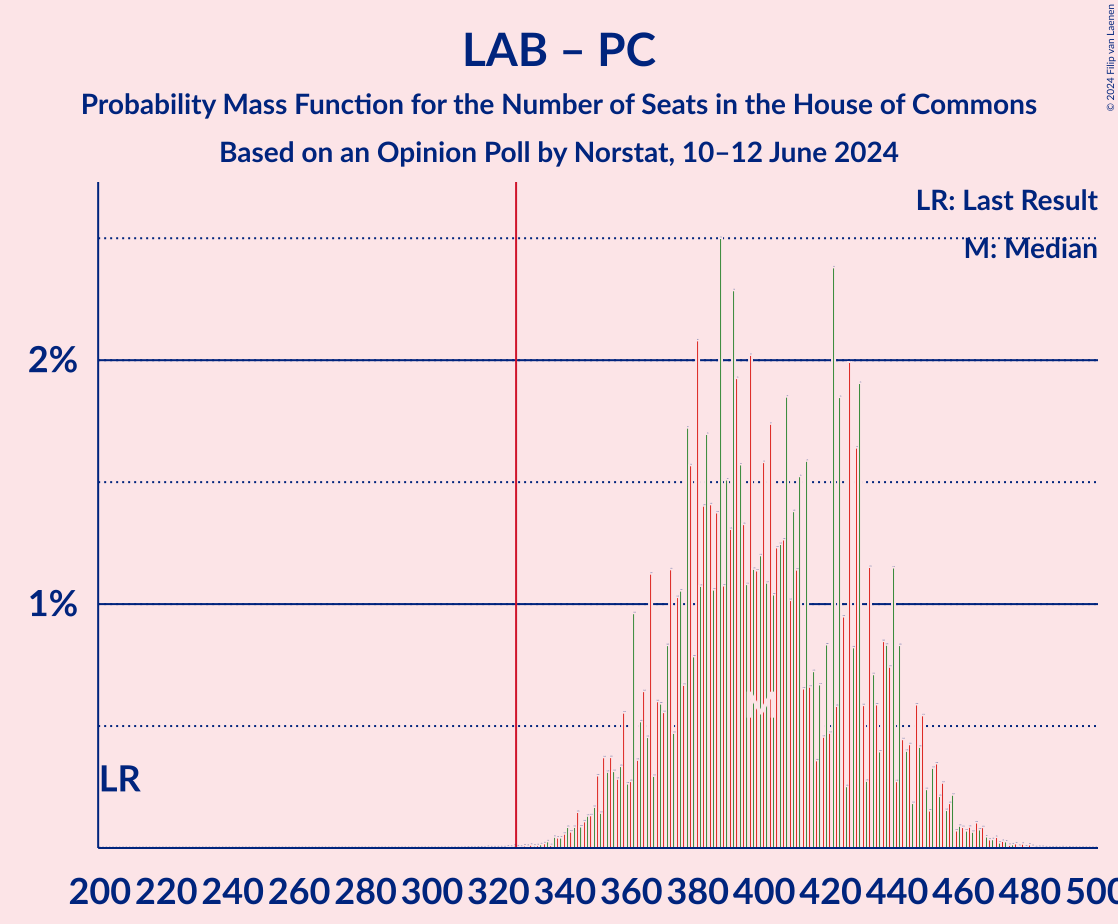 LAB – PC
Probability Mass Function for the Number of Seats in the House of Commons
Based on an Opinion Poll by Norstat, 10–12 June 2024
© 2024 Filip van Laenen
LR: Last Result
M: Median
2%
1%
LR
M
200 220 240 260 280 300 320 340 360 380 400 420 440 460 480 500